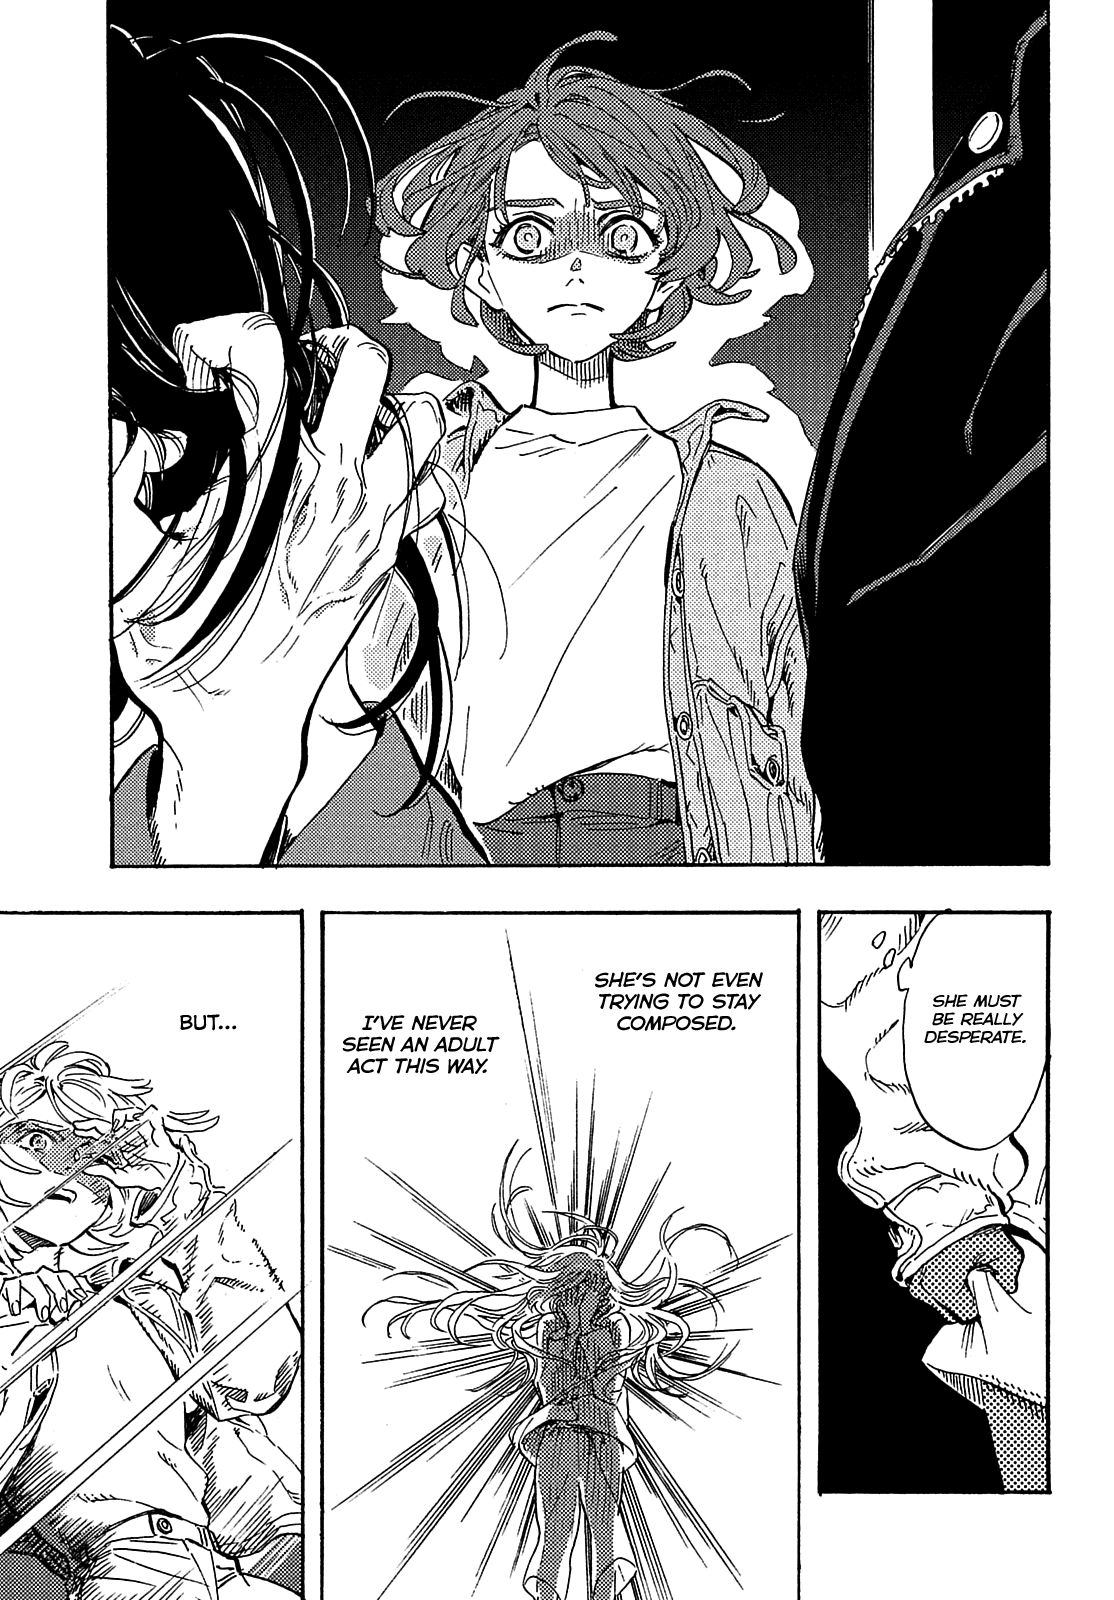 SHE MUST
BE REALLY
DESPERATE.
SHE'S NOT EVEN
TRYING TO STAY
COMPOSED.
I'VE NEVER
SEEN AN ADULT
ACT THIS WAY.
BUT...